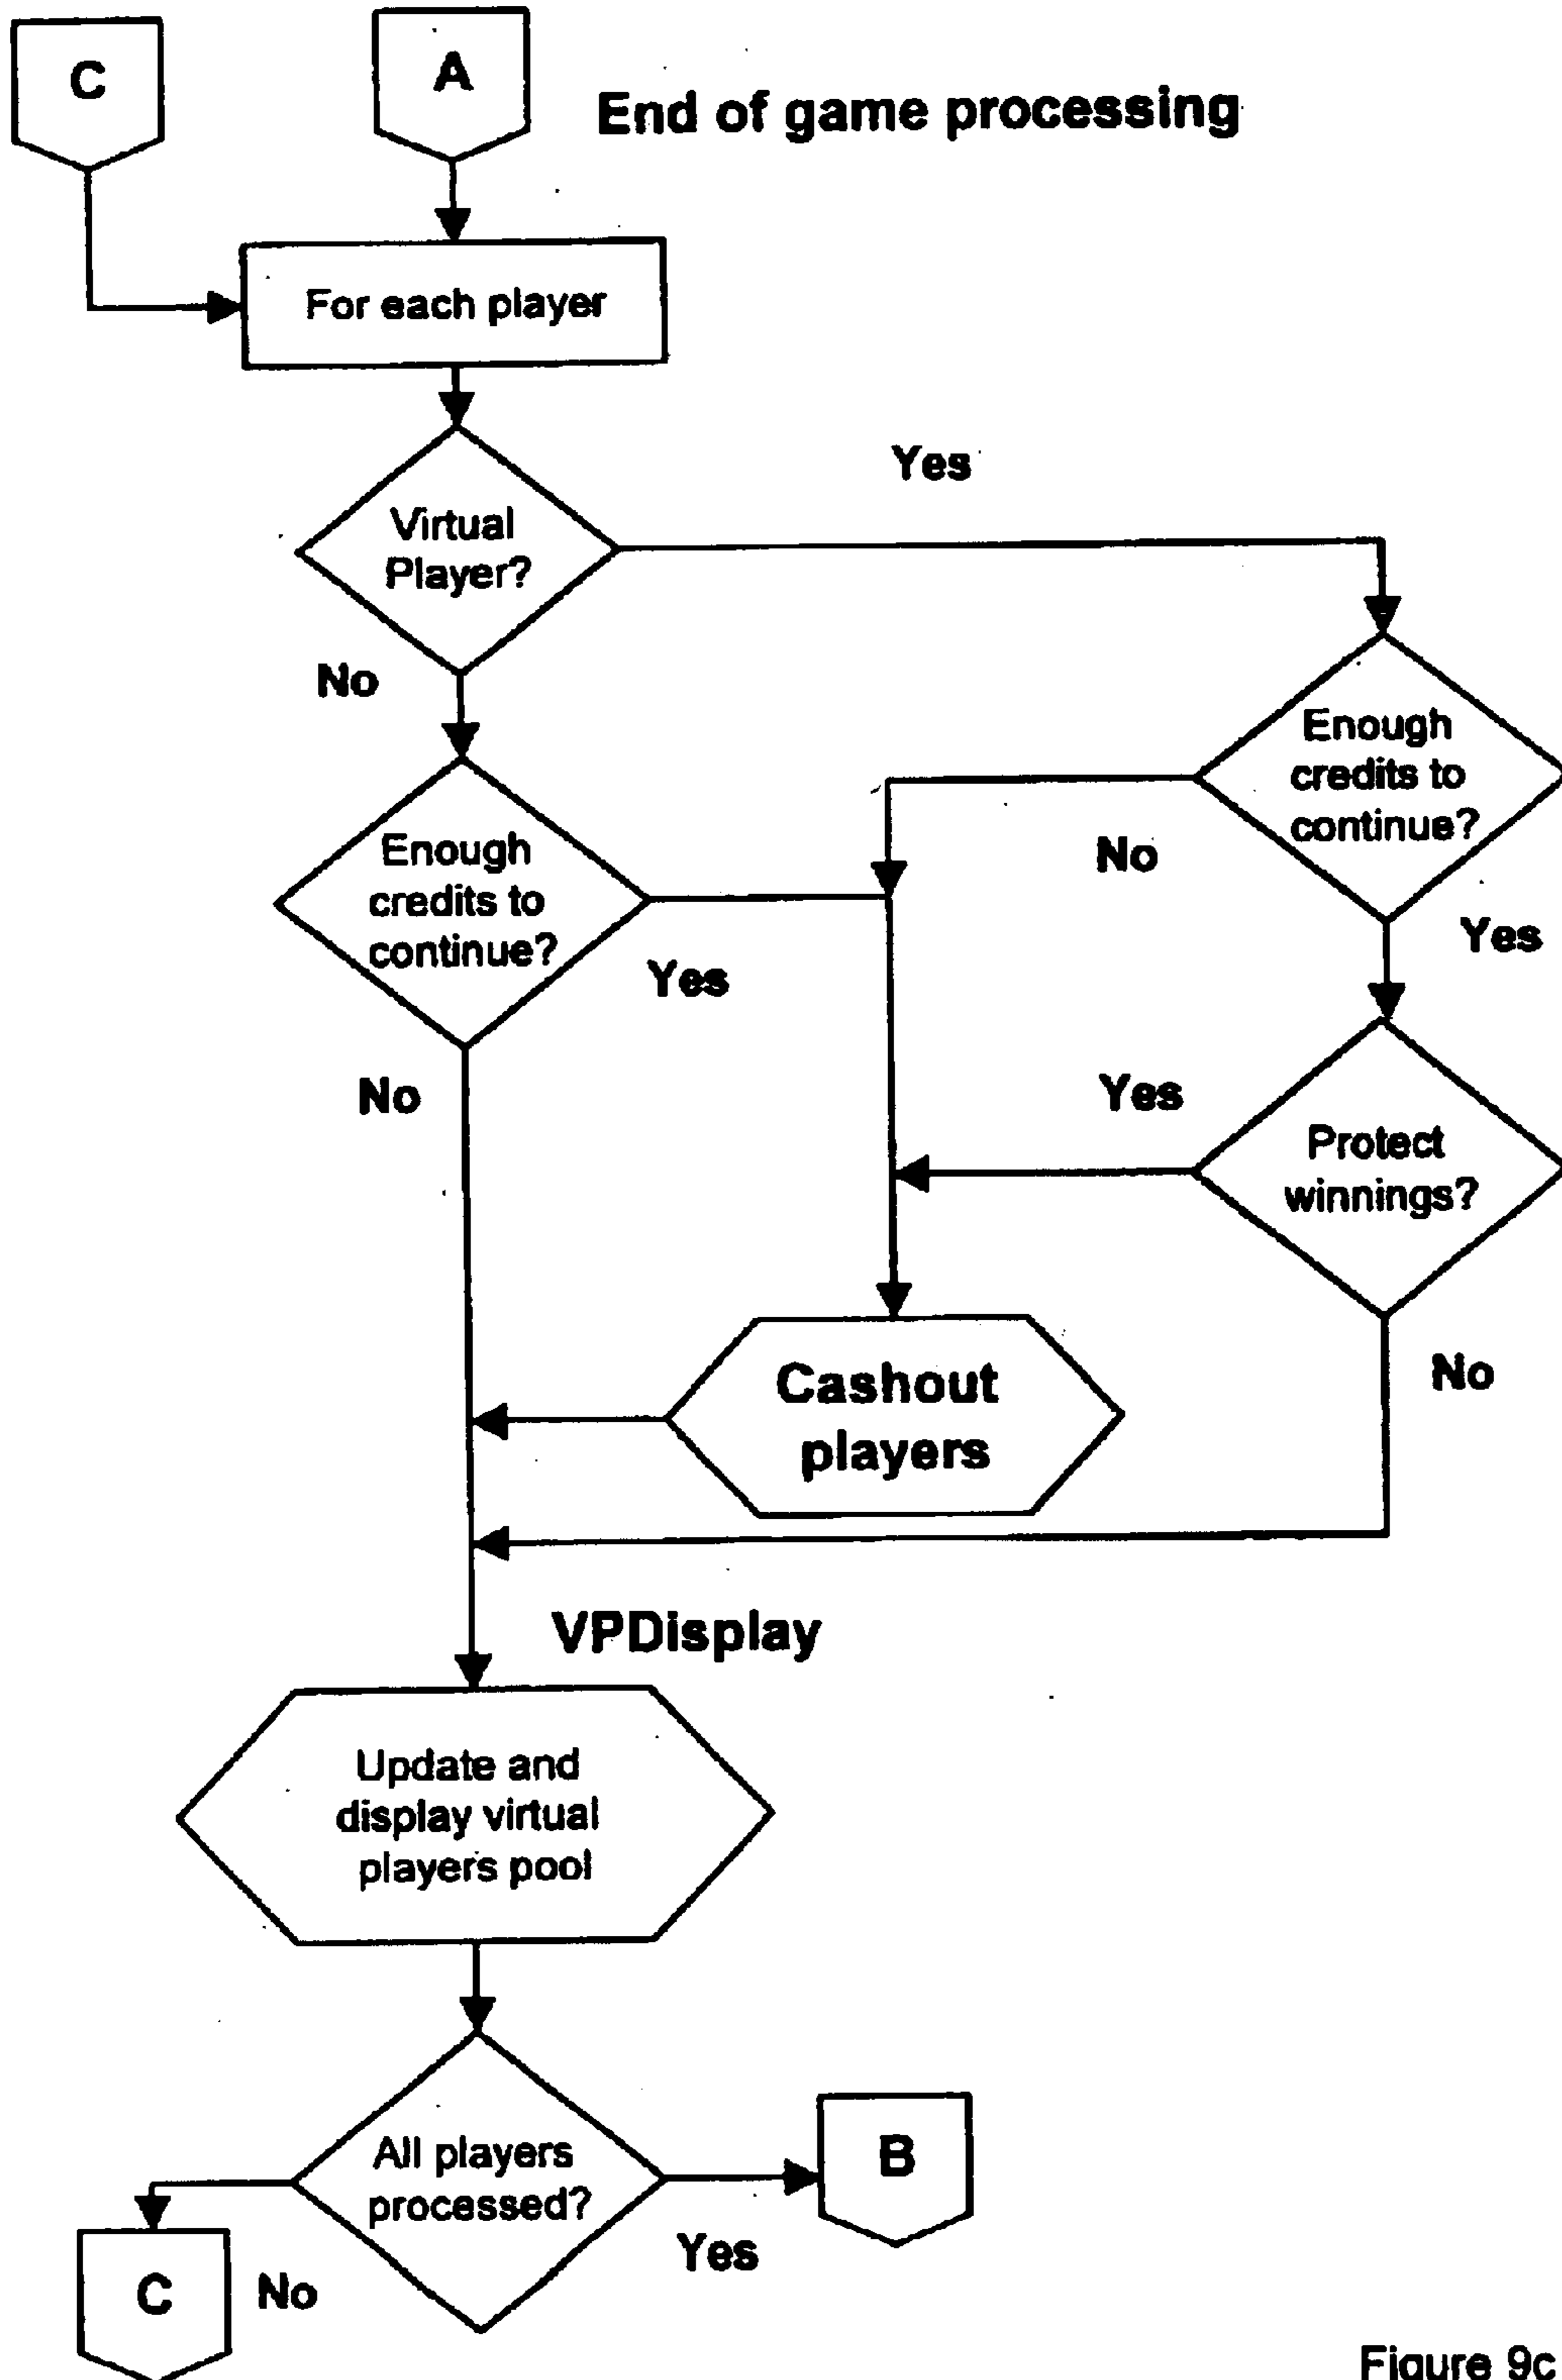 C
A
End of game processing
For each player
Yes
Virtual
Player?
No
Enough
credits to
continue?
No
Yes
Enough
credits to
continue?
Yes
No
Yes
Protect
winnings?
No
Cashout
players
VPDisplay
Update and
display virtual
players pool
All players
processed?
B
Yes
C
No
Figure 9c